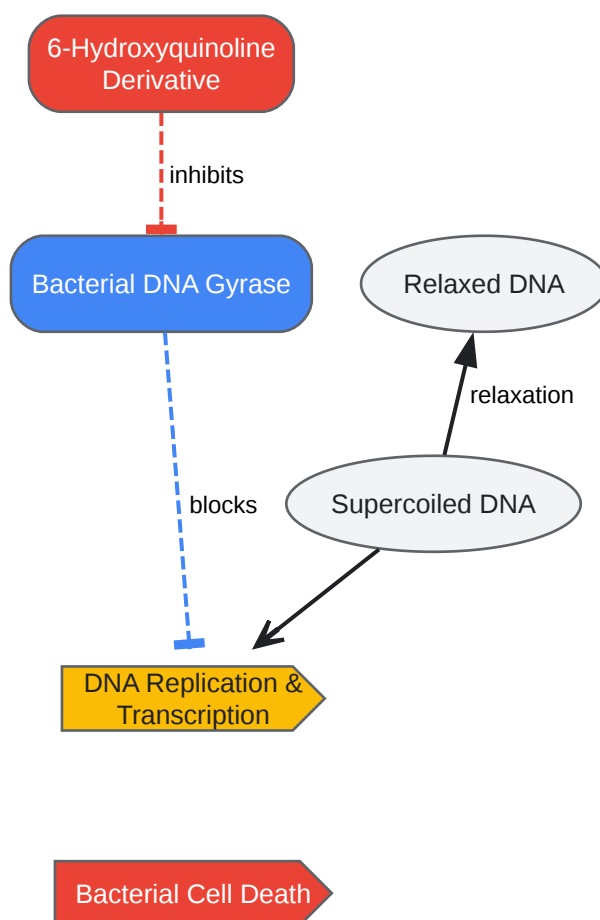 6-Hydroxyquinoline
Derivative
inhibits
Bacterial DNA Gyrase
Relaxed DNA
relaxation
blocks
Supercoiled DNA
DNA Replication &
Transcription
Bacterial Cell Death